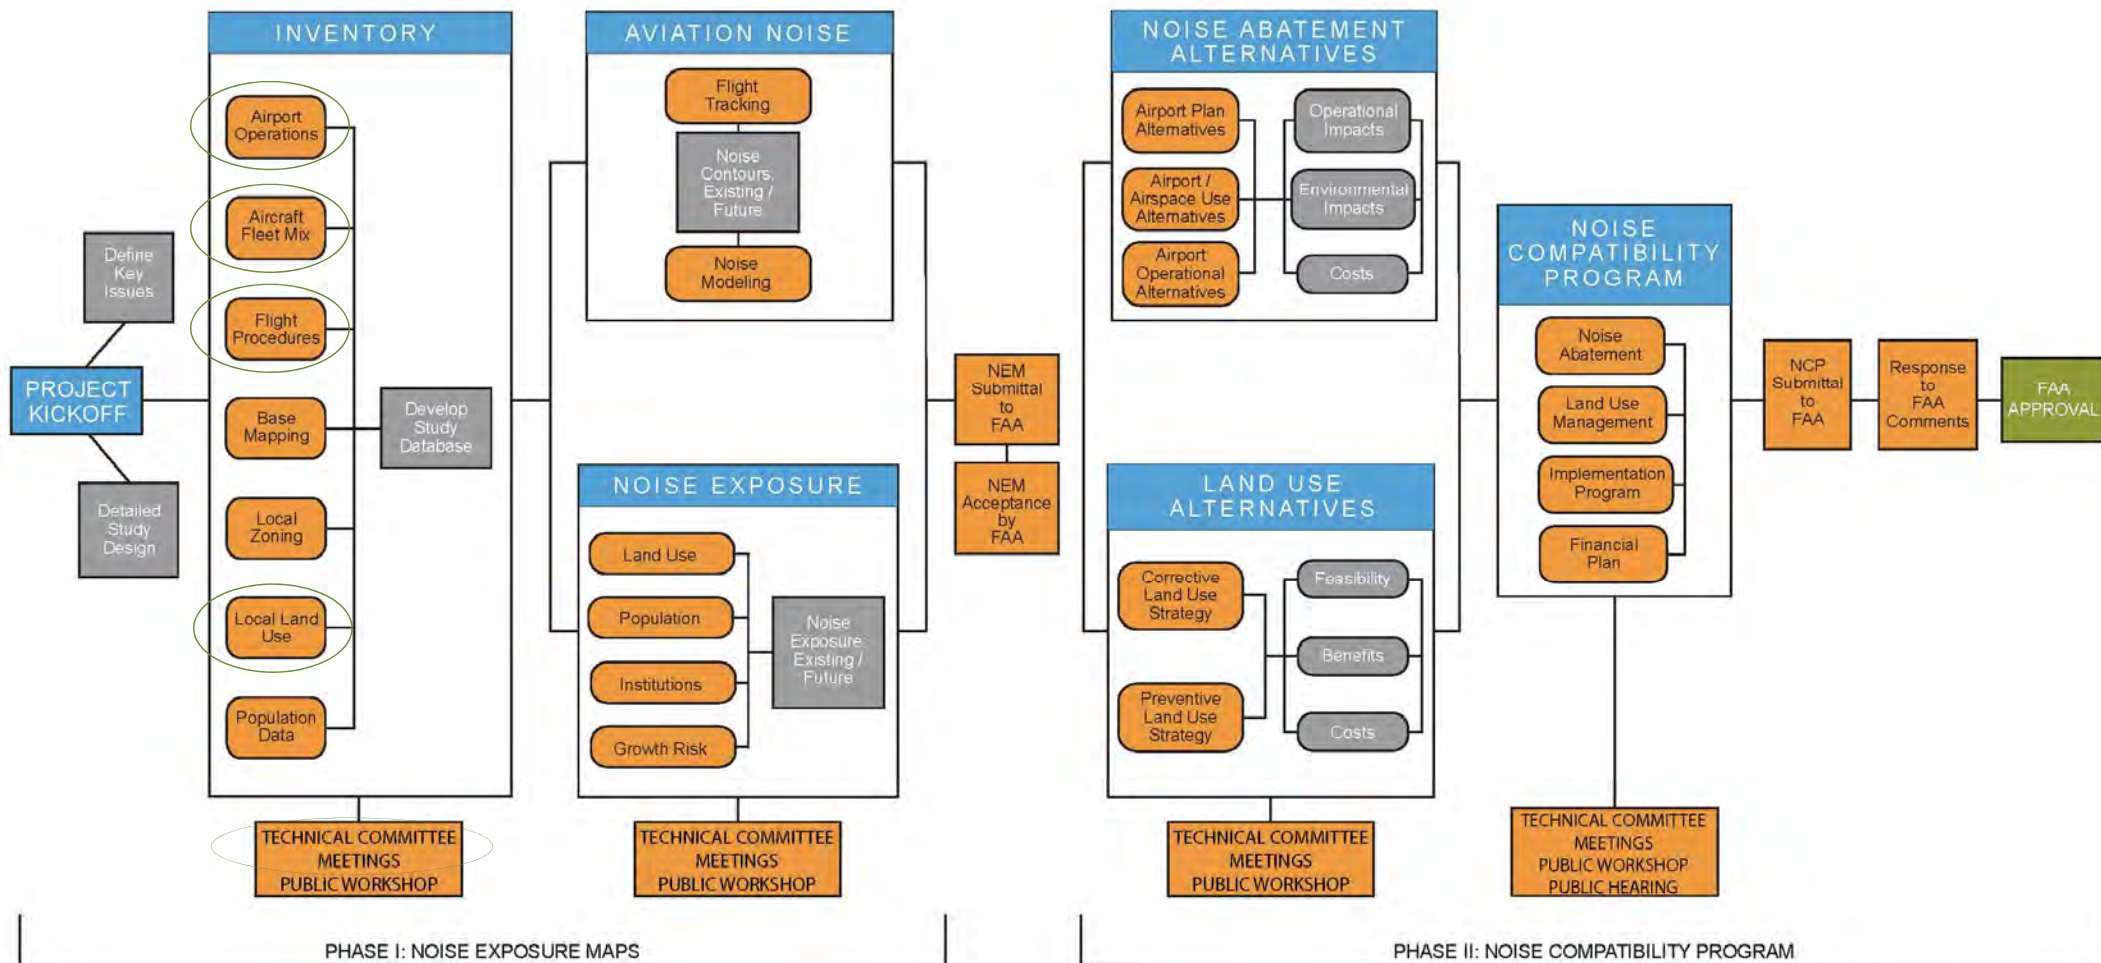 PROJECT
KICKOFF
Define
Key
Issues
Detailed
Study
Design
INVENTORY
Airport
Operations
Aircraft
Fleet Mix
Flight
Procedures
Base
Mapping
Local
Zoning
Local Land
Use
Population
Data
Develop
Study
Database
TECHNICAL COMMITTEE
MEETINGS
PUBLIC WORKSHOP
AVIATION NOISE
Flight
Tracking
Noise
Contours:
Existing /
Future
Noise
Modeling
NOISE EXPOSURE
Land Use
Population
Institutions
Growth Risk
Noise
Exposure:
Existing /
Future
TECHNICAL COMMITTEE
MEETINGS
PUBLIC WORKSHOP
NEM
Submittal
to
FAA
NEM
Acceptance
by
FAA
NOISE ABATEMENT
ALTERNATIVES
Airport Plan
Alternatives
Airport /
Airspace Use
Alternatives
Airport
Operational
Alternatives
Operational
Impacts
Environmental
Impacts
Costs
LAND USE
ALTERNATIVES
Corrective
Land Use
Strategy
Preventive
Land Use
Strategy
Feasibility
Benefits
Costs
TECHNICAL COMMITTEE
MEETINGS
PUBLIC WORKSHOP
NOISE
COMPATIBILITY
PROGRAM
Noise
Abatement
Land Use
Management
Implementation
Program
Financial
Plan
TECHNICAL COMMITTEE
MEETINGS
PUBLIC WORKSHOP
PUBLIC HEARING
NCP
Submittal
to
FAA
Response
to
FAA
Comments
FAA
APPROVAL
PHASE I: NOISE EXPOSURE MAPS
PHASE II: NOISE COMPATIBILITY PROGRAM